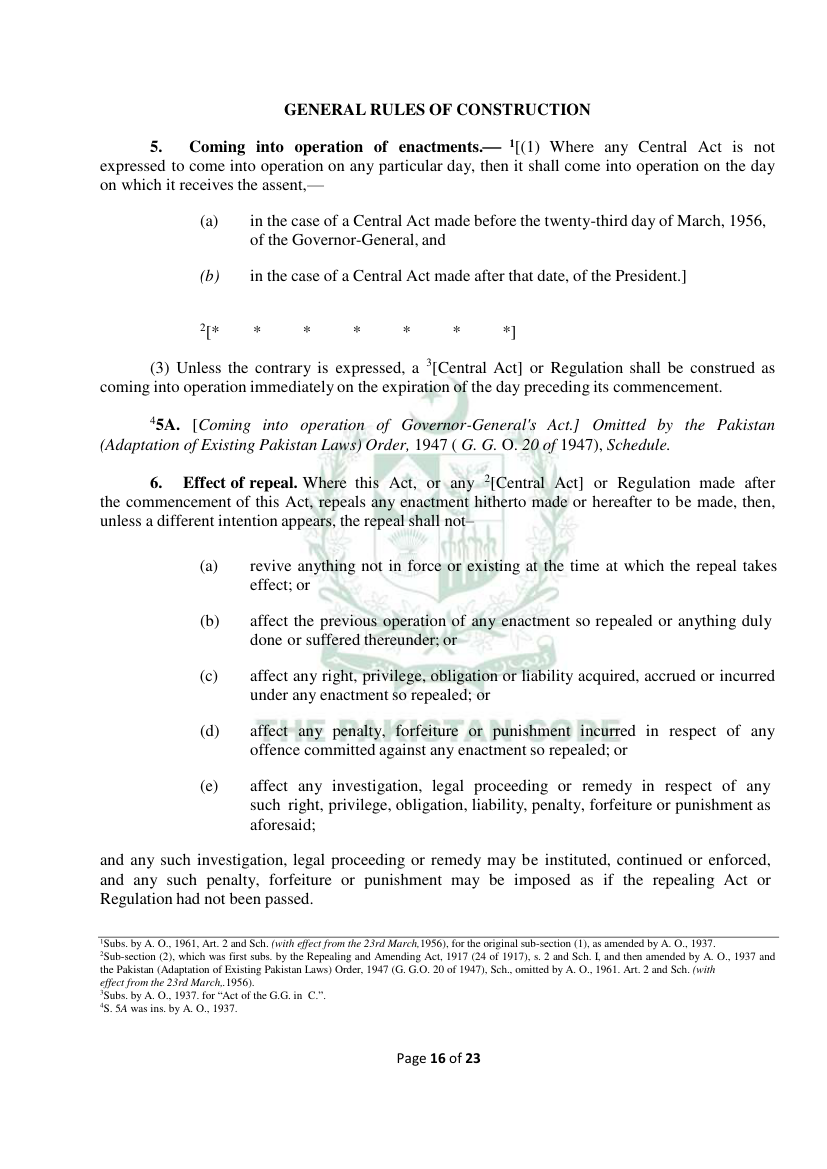 GENERAL RULES OF CONSTRUCTION
5. Coming into operation of enactments.— 1[(1) Where any Central Act is not
expressed to come into operation on any particular day, then it shall come into operation on the day
on which it receives the assent,—
(a) in the case of a Central Act made before the twenty-third day of March, 1956,
of the Governor-General, and
(b) in the case of a Central Act made after that date, of the President.]
2[* * * * * * *]
(3) Unless the contrary is expressed, a 3[Central Act] or Regulation shall be construed as
coming into operation immediately on the expiration of the day preceding its commencement.
45A. [Coming into operation of Governor-General's Act.] Omitted by the Pakistan
(Adaptation of Existing Pakistan Laws) Order, 1947 ( G. G. O. 20 of 1947), Schedule.
6. Effect of repeal. Where this Act, or any 2[Central Act] or Regulation made after
the commencement of this Act, repeals any enactment hitherto made or hereafter to be made, then,
unless a different intention appears, the repeal shall not–
(a) revive anything not in force or existing at the time at which the repeal takes
effect; or
(b) affect the previous operation of any enactment so repealed or anything duly
done or suffered thereunder; or
(c) affect any right, privilege, obligation or liability acquired, accrued or incurred
under any enactment so repealed; or
THE PAKISTAN CODE
(d) affect any penalty, forfeiture or punishment incurred in respect of any
offence committed against any enactment so repealed; or
(e) affect any investigation, legal proceeding or remedy in respect of any
such right, privilege, obligation, liability, penalty, forfeiture or punishment as
aforesaid;
and any such investigation, legal proceeding or remedy may be instituted, continued or enforced,
and any such penalty, forfeiture or punishment may be imposed as if the repealing Act or
Regulation had not been passed.
1Subs. by A. O., 1961, Art. 2 and Sch. (with effect from the 23rd March,1956), for the original sub-section (1), as amended by A. O., 1937.
2Sub-section (2), which was first subs. by the Repealing and Amending Act, 1917 (24 of 1917), s. 2 and Sch. I, and then amended by A. O., 1937 and
the Pakistan (Adaptation of Existing Pakistan Laws) Order, 1947 (G. G.O. 20 of 1947), Sch., omitted by A. O., 1961. Art. 2 and Sch. (with
effect from the 23rd March,.1956).
3Subs. by A. O., 1937. for “Act of the G.G. in C.”.
4S. 5A was ins. by A. O., 1937.
Page 16 of 23